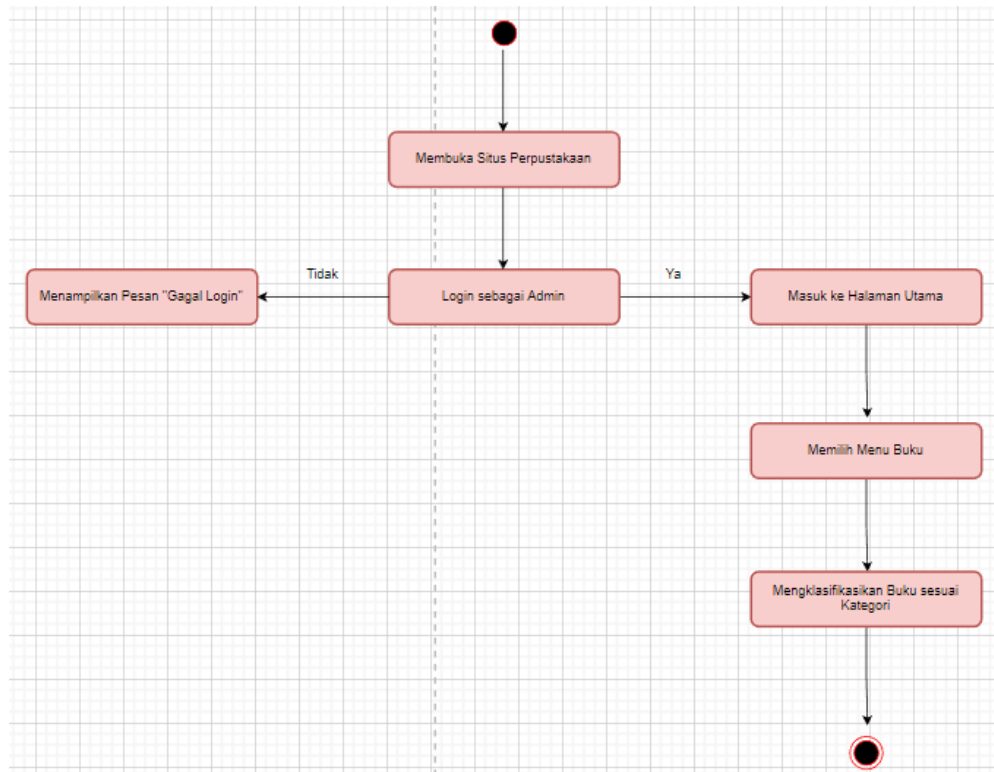 Membuka Situs Perpustakaan
Tidak
Ya
Menampilkan Pesan "Gagal Login"
Login sebagai Admin
Masuk ke Halaman Utama
Memilih Menu Buku
Mengklasifikasikan Buku sesuai
Kategori